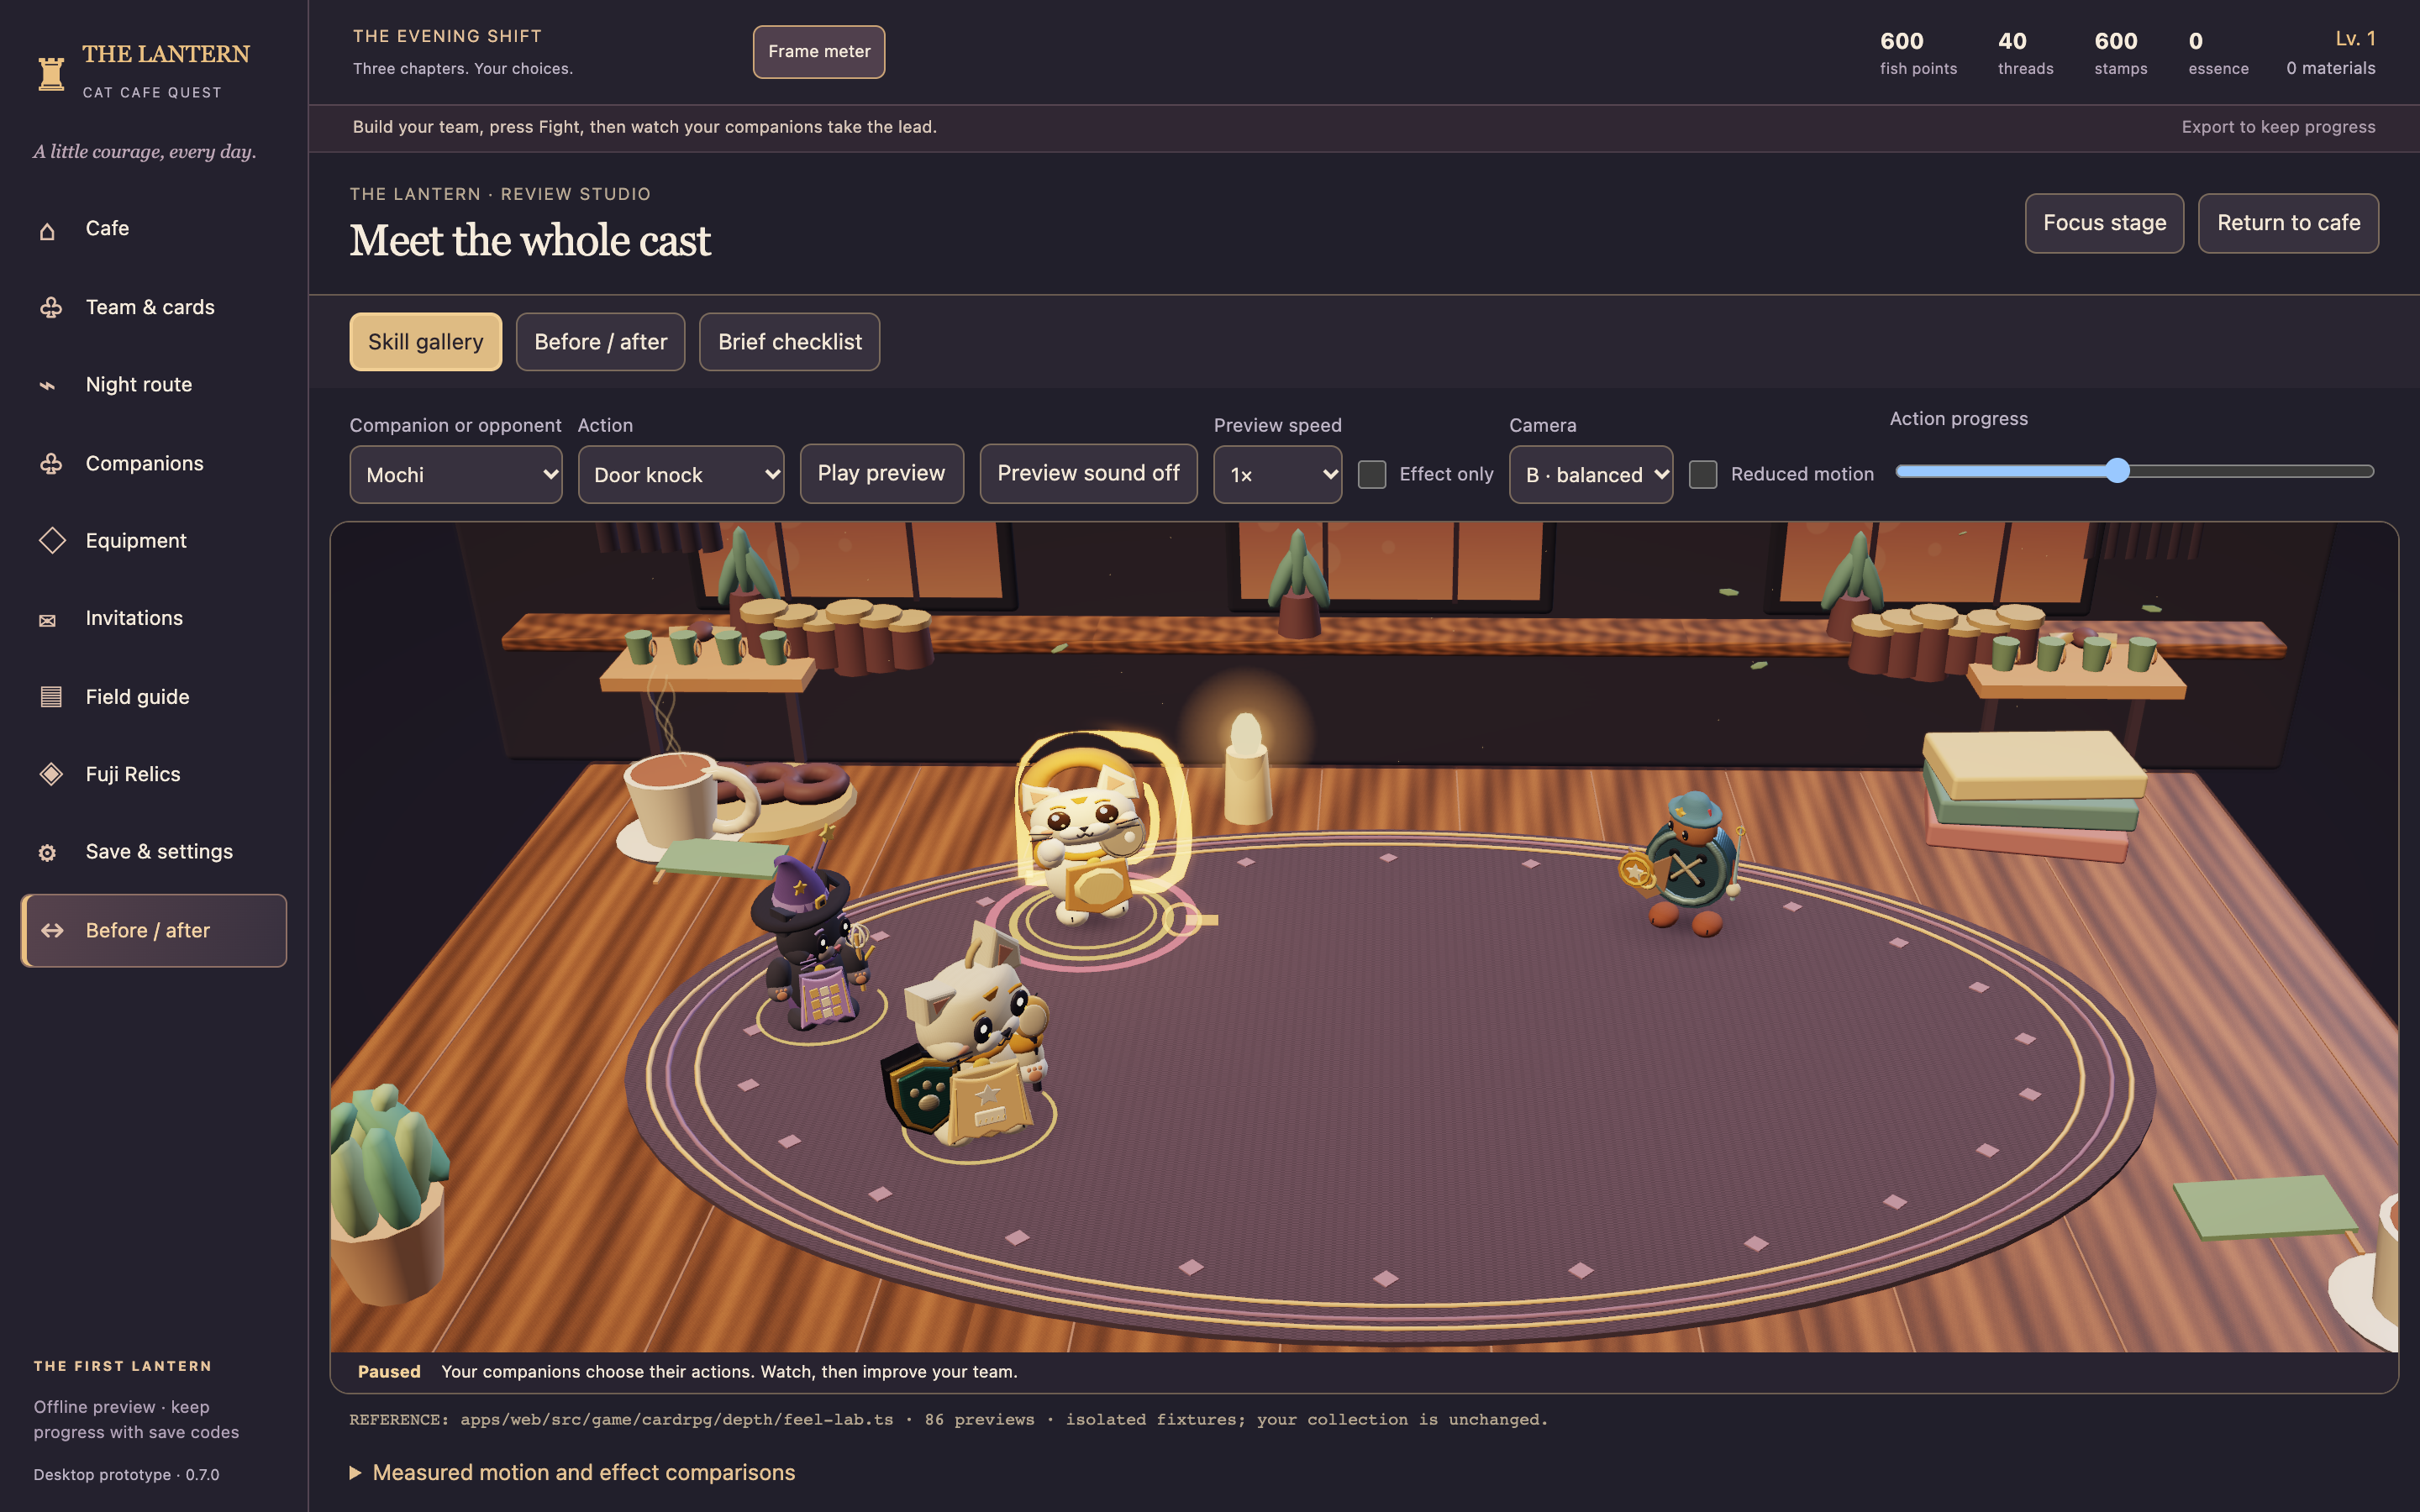 THE LANTERN
CAT CAFE QUEST
A little courage, every day.
Cafe
Team & cards
Night route
Companions
Equipment
Invitations
Field guide
Fuji Relics
Save & settings
Before / after
THE FIRST LANTERN
Offline preview · keep
progress with save codes
Desktop prototype · 0.7.0
THE EVENING SHIFT
Three chapters. Your choices.
Frame meter
600 fish points
40 threads
600 stamps
0 essence
Lv. 1
0 materials
Build your team, press Fight, then watch your companions take the lead.
Export to keep progress
THE LANTERN · REVIEW STUDIO
Meet the whole cast
Focus stage
Return to cafe
Skill gallery
Before / after
Brief checklist
Companion or opponent
Mochi
Action
Door knock
Play preview
Preview sound off
Preview speed
1×
Effect only
Camera
B · balanced
Reduced motion
Action progress
Paused Your companions choose their actions. Watch, then improve your team.
REFERENCE: apps/web/src/game/cardrpg/depth/feel-lab.ts · 86 previews · isolated fixtures; your collection is unchanged.
Measured motion and effect comparisons